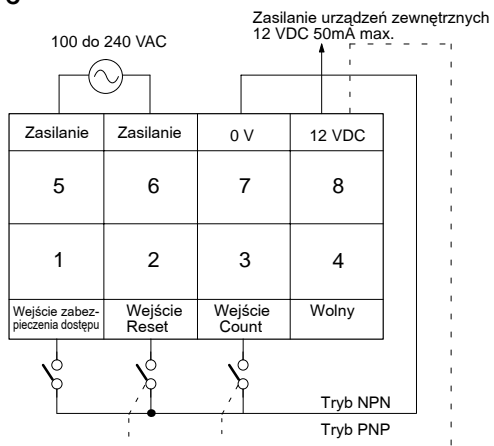 Zasilanie urządzeń zewnętrznych
12 VDC 50mA max.
100 do 240 VAC
Zasilanie Zasilanie 0 V 12 VDC
5 6 7 8
1 2 3 4
Wejście zabez-
pieczenia dostępu
Wejście
Reset
Wejście
Count
Wolny
Tryb NPN
Tryb PNP